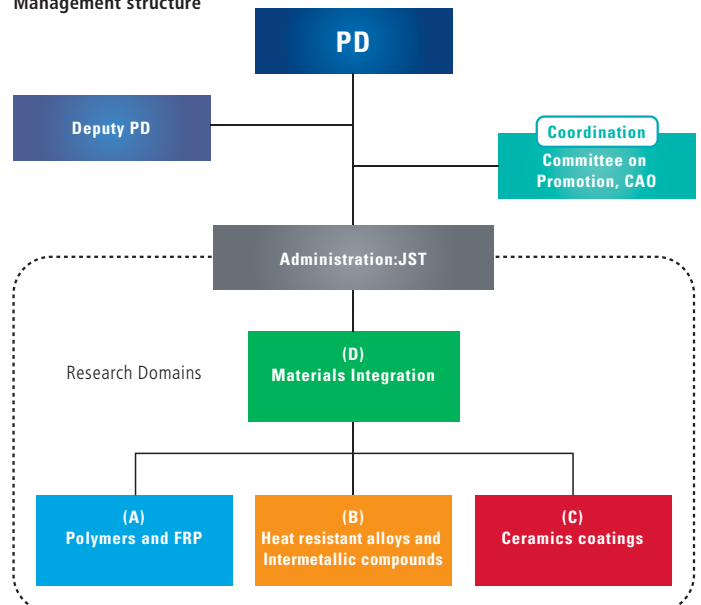 Management structure
PD
Deputy PD
Coordination
Committee on
Promotion, CAO
Administration:JST
Research Domains
(D)
Materials Integration
(A)
Polymers and FRP
(B)
Heat resistant alloys and
Intermetallic compounds
(C)
Ceramics coatings